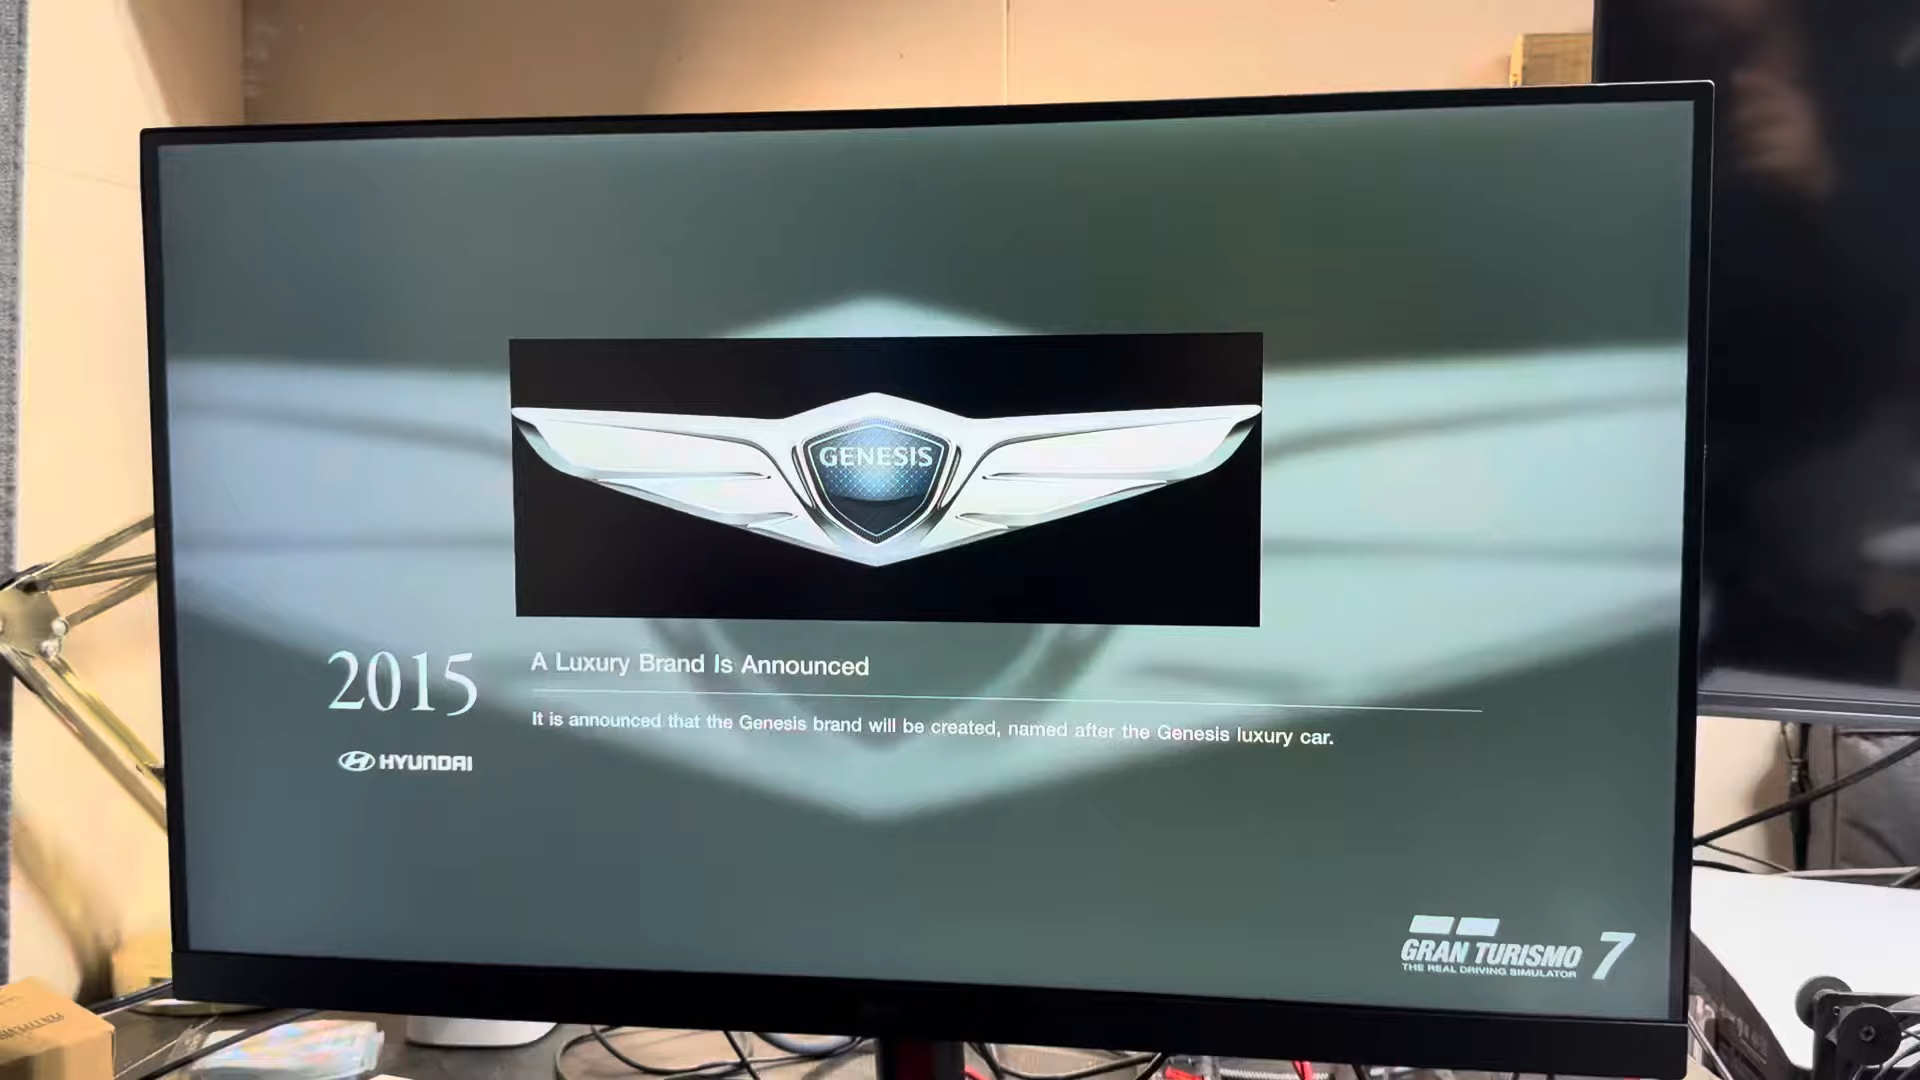 GENESIS
2015
A Luxury Brand Is Announced
It is announced that the Genesis brand will be created, named after the Genesis luxury car.
HYUNDAI
GRAN TURISMO 7
THE REAL DRIVING SIMULATOR